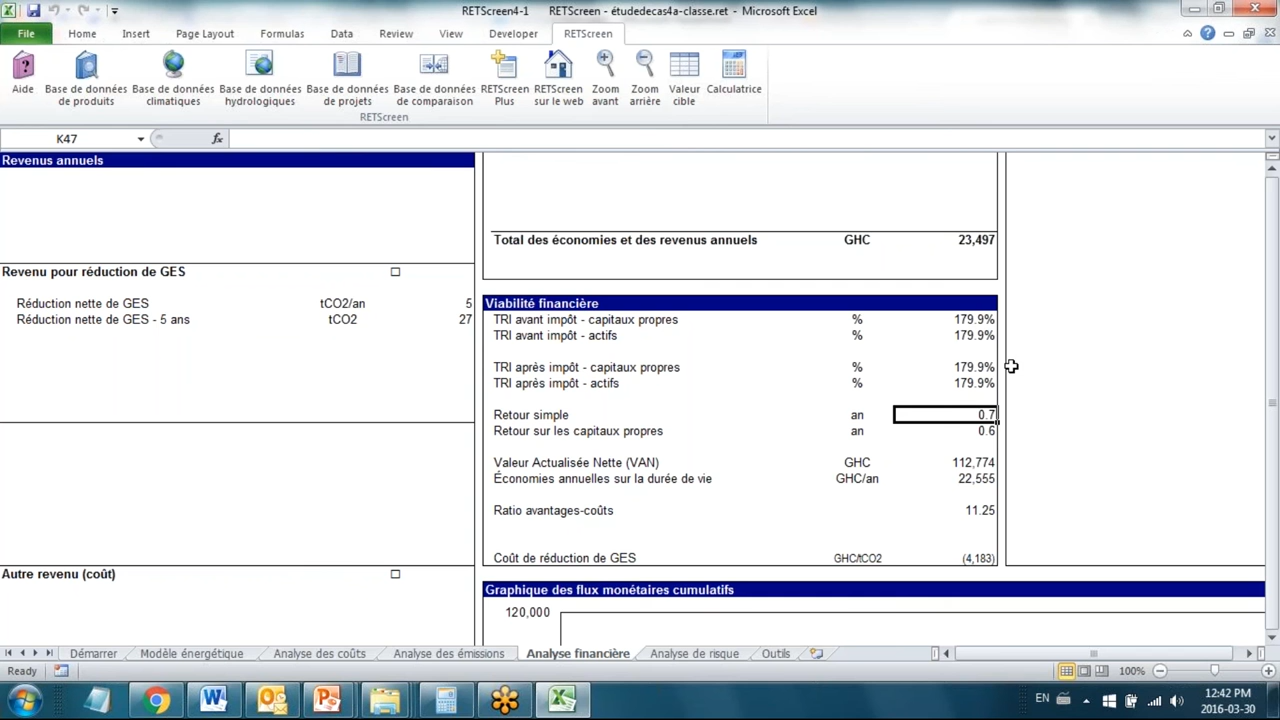 RETScreen4-1 RETScreen - étudedecas4a-classe.ret - Microsoft Excel
File Home Insert Page Layout Formulas Data Review View Developer RETScreen
Aide
Base de données de produits
Base de données climatiques
Base de données hydrologiques
Base de données de projets
Base de données de comparaison
RETScreen Plus
RETScreen sur le web
Zoom avant
Zoom arrière
Valeur cible
Calculatrice
RETScreen
K47 fx
Revenus annuels
Total des économies et des revenus annuels GHC 23,497
Revenu pour réduction de GES
Réduction nette de GES tCO2/an 5
Réduction nette de GES - 5 ans tCO2 27
Viabilité financière
TRI avant impôt - capitaux propres % 179.9%
TRI avant impôt - actifs % 179.9%
TRI après impôt - capitaux propres % 179.9%
TRI après impôt - actifs % 179.9%
Retour simple an 0.7
Retour sur les capitaux propres an 0.6
Valeur Actualisée Nette (VAN) GHC 112,774
Économies annuelles sur la durée de vie GHC/an 22,555
Ratio avantages-coûts 11.25
Coût de réduction de GES GHC/tCO2 (4,183)
Autre revenu (coût)
Graphique des flux monétaires cumulatifs
120,000
Démarrer Modèle énergétique Analyse des coûts Analyse des émissions Analyse financière Analyse de risque Outils
Ready 100%
EN 12:42 PM
2016-03-30